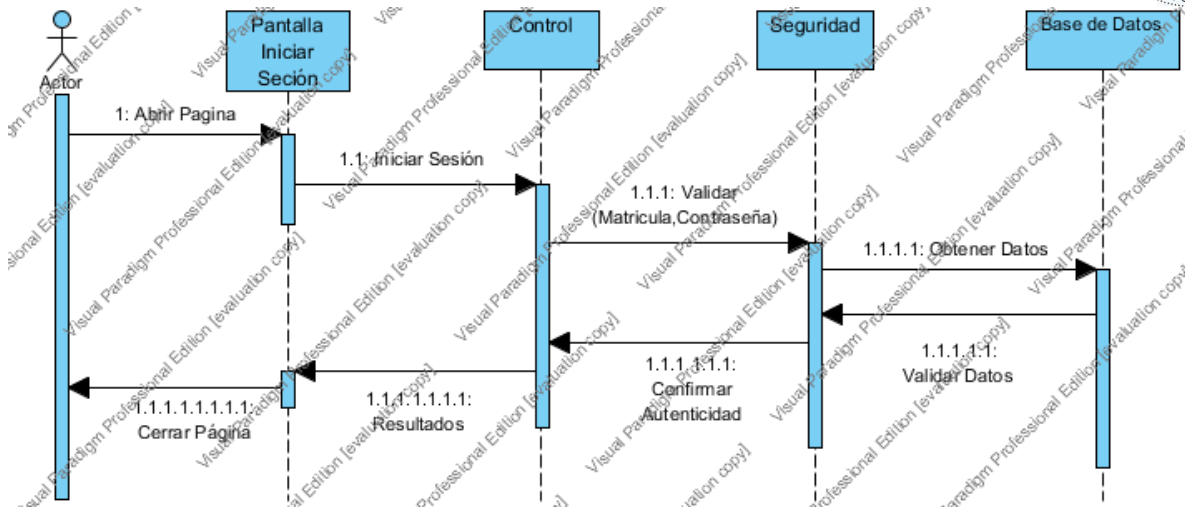 Pantalla
Iniciar
Seción
Control
Seguridad
Base de Datos
Actor
1: Abrir Pagina
1.1: Iniciar Sesión
1.1.1: Validar
(Matricula,Contraseña)
1.1.1.1: Obtener Datos
1.1.1.1.1:
Validar Datos
1.1.1.1.1.1:
Confirmar
Autenticidad
1.1.1.1.1.1.1:
Resultados
1.1.1.1.1.1.1.1:
Cerrar Página
Visual Paradigm Professional Edition [evaluation copy]